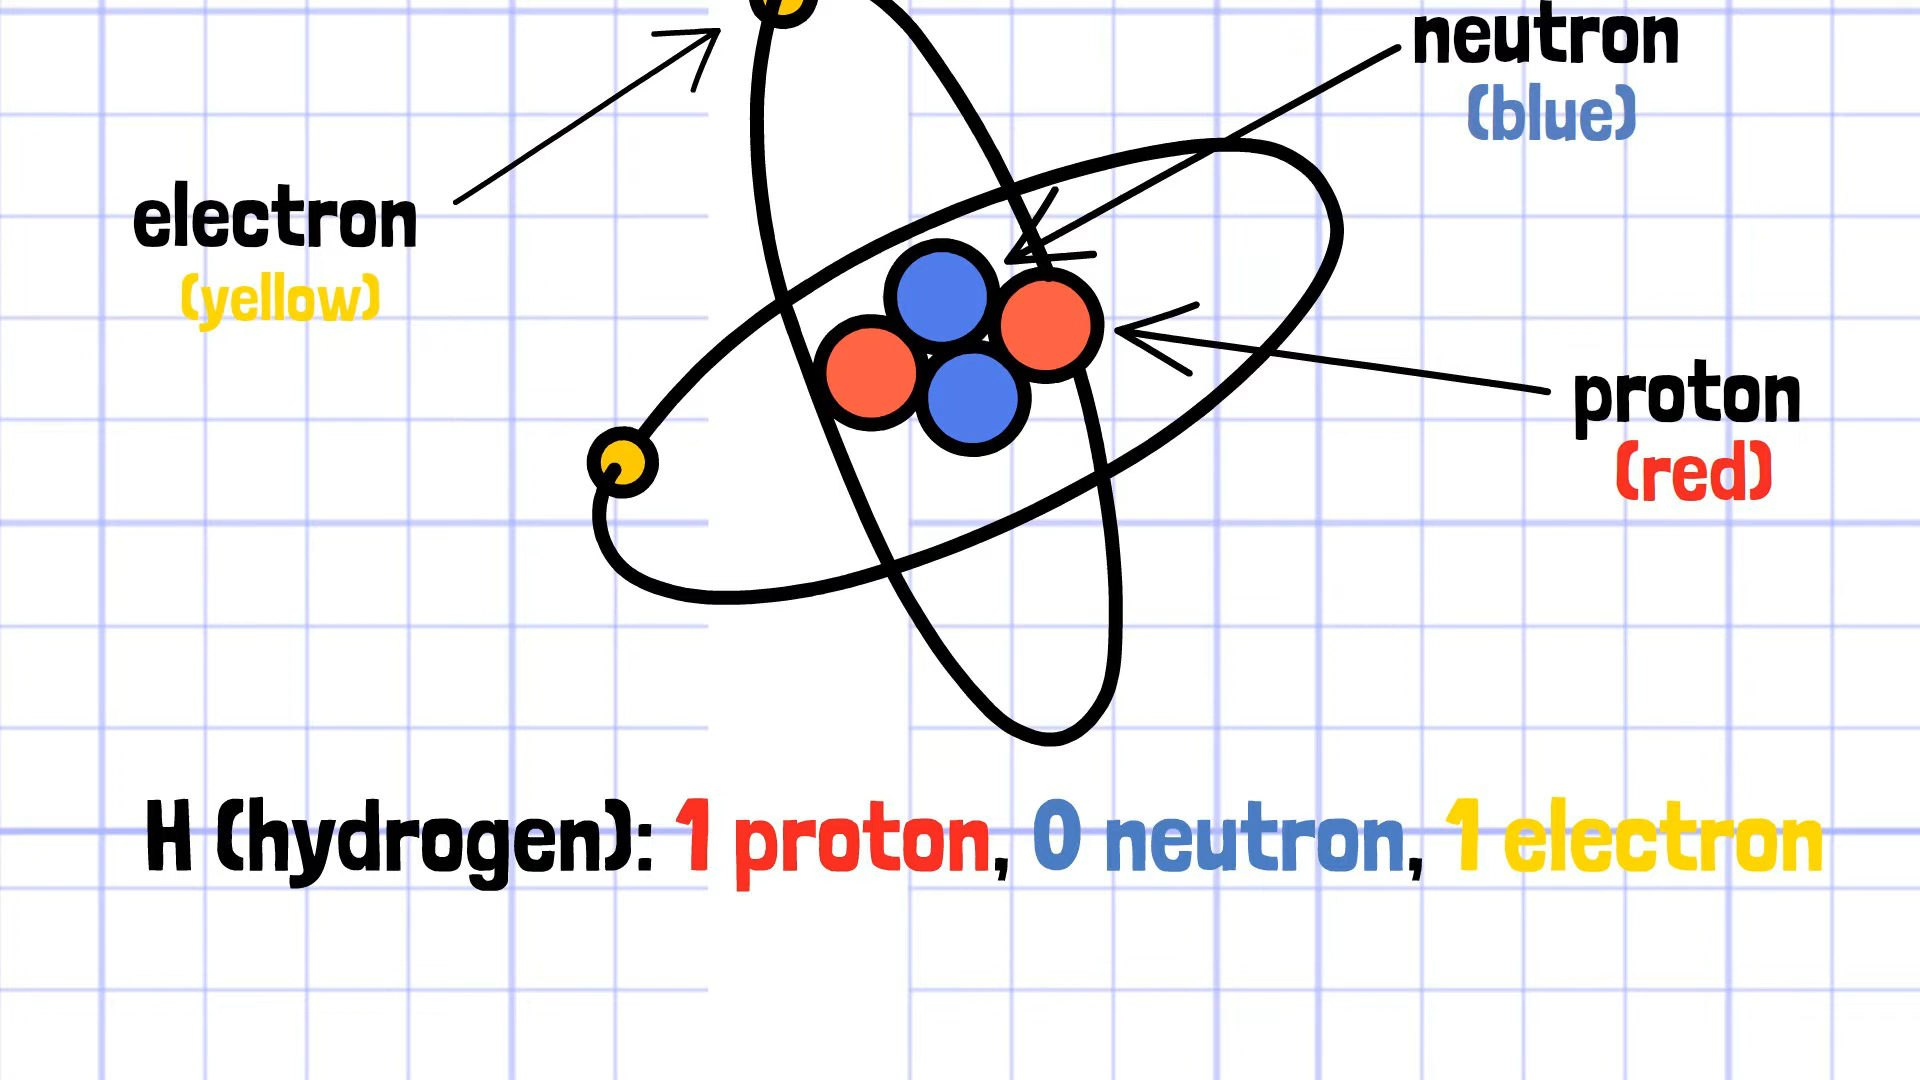 neutron
(blue)
electron
(yellow)
proton
(red)
H (hydrogen): 1 proton, 0 neutron, 1 electron